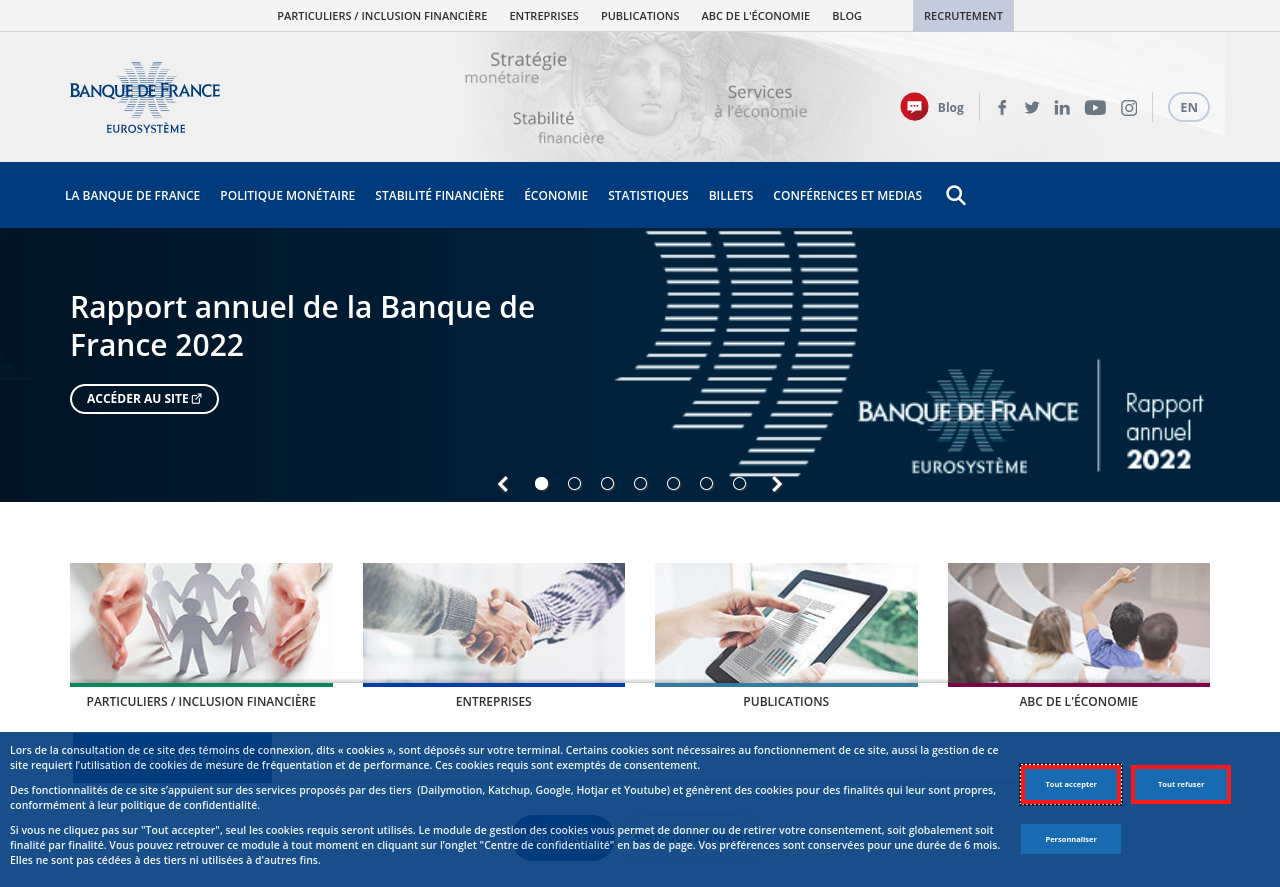 PARTICULIERS / INCLUSION FINANCIÈRE
ENTREPRISES
PUBLICATIONS
ABC DE L'ÉCONOMIE
BLOG
RECRUTEMENT
BANQUE DE FRANCE
EUROSYSTÈME
Stratégie
monétaire
Stabilité
financière
Services
à l'économie
Blog
EN
LA BANQUE DE FRANCE
POLITIQUE MONÉTAIRE
STABILITÉ FINANCIÈRE
ÉCONOMIE
STATISTIQUES
BILLETS
CONFÉRENCES ET MEDIAS
Rapport annuel de la Banque de
France 2022
ACCÉDER AU SITE
BANQUE DE FRANCE
EUROSYSTÈME
Rapport
annuel
2022
PARTICULIERS / INCLUSION FINANCIÈRE
ENTREPRISES
PUBLICATIONS
ABC DE L'ÉCONOMIE
Lors de la consultation de ce site des témoins de connexion, dits « cookies », sont déposés sur votre terminal. Certains cookies sont nécessaires au fonctionnement de ce site, aussi la gestion de ce
site requiert l'utilisation de cookies de mesure de fréquentation et de performance. Ces cookies requis sont exemptés de consentement.
Des fonctionnalités de ce site s'appuient sur des services proposés par des tiers (Dailymotion, Katchup, Google, Hotjar et Youtube) et génèrent des cookies pour des finalités qui leur sont propres,
conformément à leur politique de confidentialité.
Si vous ne cliquez pas sur "Tout accepter", seul les cookies requis seront utilisés. Le module de gestion des cookies vous permet de donner ou de retirer votre consentement, soit globalement soit
finalité par finalité. Vous pouvez retrouver ce module à tout moment en cliquant sur l'onglet "Centre de confidentialité" en bas de page. Vos préférences sont conservées pour une durée de 6 mois.
Elles ne sont pas cédées à des tiers ni utilisées à d'autres fins.
Tout accepter
Tout refuser
Personnaliser